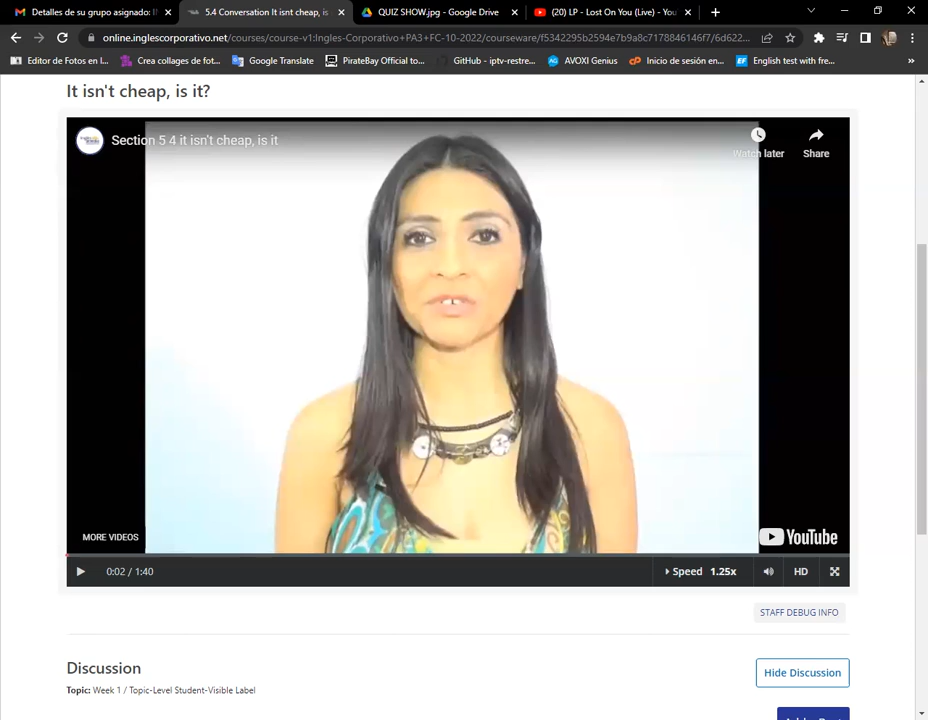 Detalles de su grupo asignado: I
5.4 Conversation It isnt cheap, is
QUIZ SHOW.jpg - Google Drive
(20) LP - Lost On You (Live) - You
online.inglescorporativo.net/courses/course-v1:Ingles-Corporativo+PA3+FC-10-2022/courseware/f5342295b2594e7b9a8c7178846146f7/6d622...
Editor de Fotos en l...
Crea collages de fot...
Google Translate
PirateBay Official to...
GitHub - iptv-restre...
AVOXI Genius
Inicio de sesión en...
English test with fre...
It isn't cheap, is it?
Section 5 4 it isn't cheap, is it
Watch later
Share
MORE VIDEOS
YouTube
0:02 / 1:40
Speed 1.25x
HD
STAFF DEBUG INFO
Discussion
Hide Discussion
Topic: Week 1 / Topic-Level Student-Visible Label